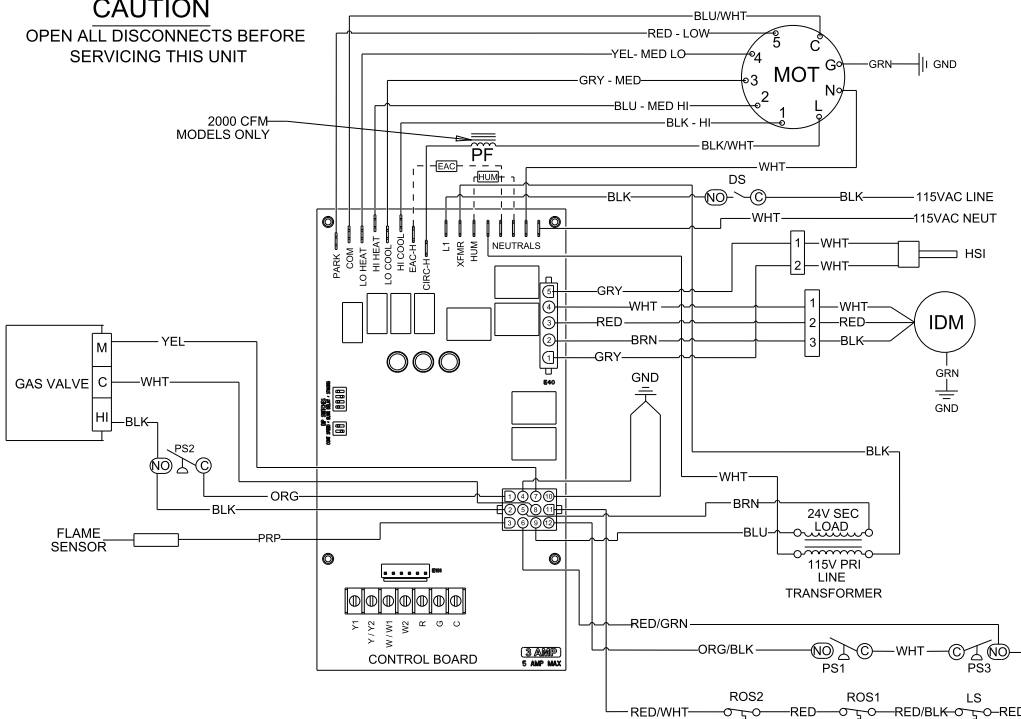 CAUTION
OPEN ALL DISCONNECTS BEFORE
SERVICING THIS UNIT
BLU/WHT
RED - LOW
YEL- MED LO
GRY - MED
BLU - MED HI
BLK - HI
BLK/WHT
WHT
MOT
5
C
4
G
3
N
2
1
L
GRN
GND
2000 CFM
MODELS ONLY
PF
EAC
HUM
BLK
DS
NO
C
BLK
115VAC LINE
WHT
115VAC NEUT
PARK
COM
LO HEAT
HI HEAT
LO COOL
HI COOL
EAC-H
CIRC-H
L1
XFMR
HUM
NEUTRALS
1
WHT
2
WHT
HSI
5
GRY
4
WHT
3
RED
2
BRN
1
GRY
1
WHT
2
RED
3
BLK
IDM
GRN
GND
E40
GND
GAS VALVE
M
C
HI
YEL
WHT
BLK
PS2
NO
C
ORG
BLK
FLAME
SENSOR
PRP
1 4 7 10
2 5 8 11
3 6 9 12
BLK
WHT
BRN
BLU
24V SEC
LOAD
115V PRI
LINE
TRANSFORMER
Y1
Y / Y2
W / W1
W2
R
G
C
CONTROL BOARD
3 AMP
5 AMP MAX
RED/GRN
ORG/BLK
NO
C
WHT
C
NO
PS1
PS3
RED/WHT
ROS2
RED
ROS1
RED/BLK
LS
RED